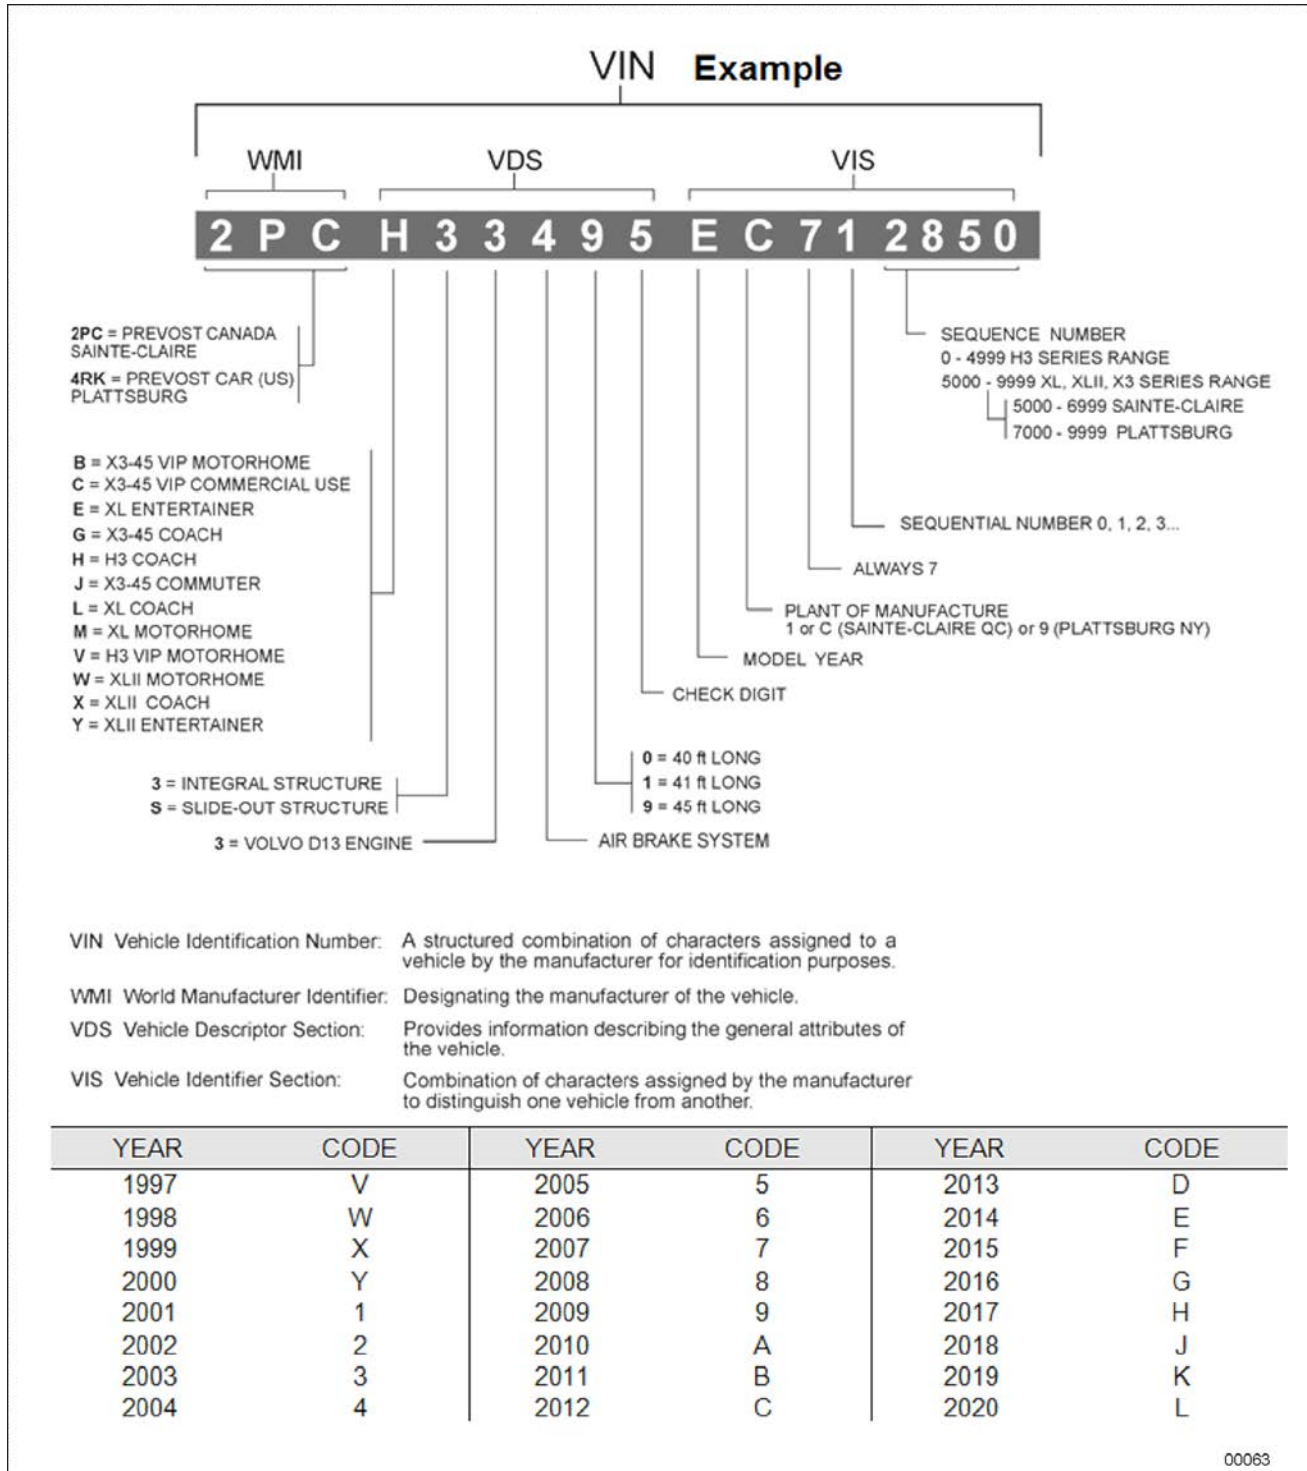 VIN Example
WMI VDS VIS
2 P C H 3 3 4 9 5 E C 7 1 2 8 5 0
2PC = PREVOST CANADA
SAINTE-CLAIRE
4RK = PREVOST CAR (US)
PLATTSBURG
SEQUENCE NUMBER
0 - 4999 H3 SERIES RANGE
5000 - 9999 XL, XLII, X3 SERIES RANGE
5000 - 6999 SAINTE-CLAIRE
7000 - 9999 PLATTSBURG
B = X3-45 VIP MOTORHOME
C = X3-45 VIP COMMERCIAL USE
E = XL ENTERTAINER
G = X3-45 COACH
H = H3 COACH
J = X3-45 COMMUTER
L = XL COACH
M = XL MOTORHOME
V = H3 VIP MOTORHOME
W = XLII MOTORHOME
X = XLII COACH
Y = XLII ENTERTAINER
SEQUENTIAL NUMBER 0, 1, 2, 3...
ALWAYS 7
PLANT OF MANUFACTURE
1 or C (SAINTE-CLAIRE QC) or 9 (PLATTSBURG NY)
MODEL YEAR
CHECK DIGIT
0 = 40 ft LONG
1 = 41 ft LONG
9 = 45 ft LONG
3 = INTEGRAL STRUCTURE
S = SLIDE-OUT STRUCTURE
3 = VOLVO D13 ENGINE
AIR BRAKE SYSTEM
VIN Vehicle Identification Number: A structured combination of characters assigned to a
vehicle by the manufacturer for identification purposes.
WMI World Manufacturer Identifier: Designating the manufacturer of the vehicle.
VDS Vehicle Descriptor Section: Provides information describing the general attributes of
the vehicle.
VIS Vehicle Identifier Section: Combination of characters assigned by the manufacturer
to distinguish one vehicle from another.
YEAR CODE YEAR CODE YEAR CODE
1997 V 2005 5 2013 D
1998 W 2006 6 2014 E
1999 X 2007 7 2015 F
2000 Y 2008 8 2016 G
2001 1 2009 9 2017 H
2002 2 2010 A 2018 J
2003 3 2011 B 2019 K
2004 4 2012 C 2020 L
00063